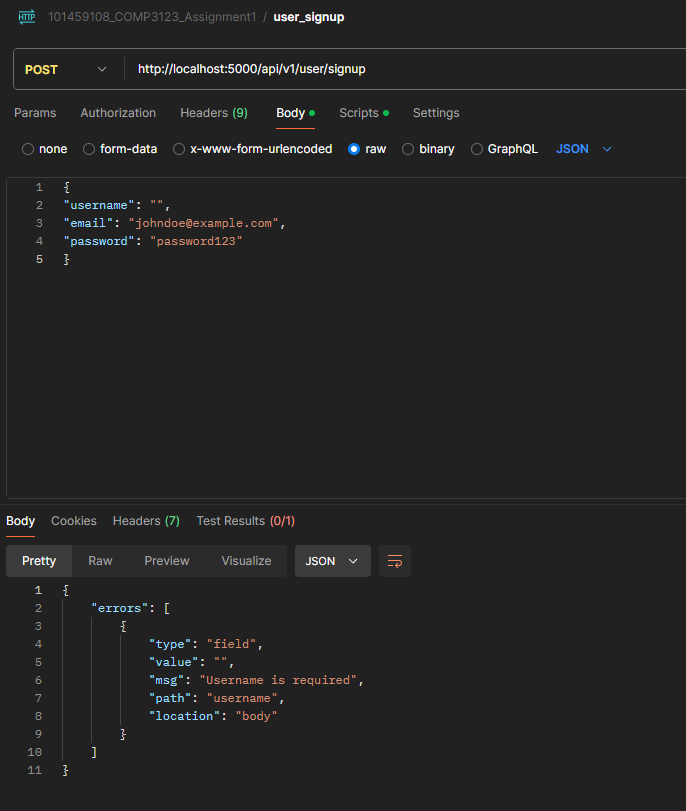 HTTP 101459108_COMP3123_Assignment1 / user_signup
POST http://localhost:5000/api/v1/user/signup
Params Authorization Headers (9) Body Scripts Settings
none form-data x-www-form-urlencoded raw binary GraphQL JSON
1 {
2 "username": "",
3 "email": "johndoe@example.com",
4 "password": "password123"
5 }
Body Cookies Headers (7) Test Results (0/1)
Pretty Raw Preview Visualize JSON
1 {
2 "errors": [
3 {
4 "type": "field",
5 "value": "",
6 "msg": "Username is required",
7 "path": "username",
8 "location": "body"
9 }
10 ]
11 }